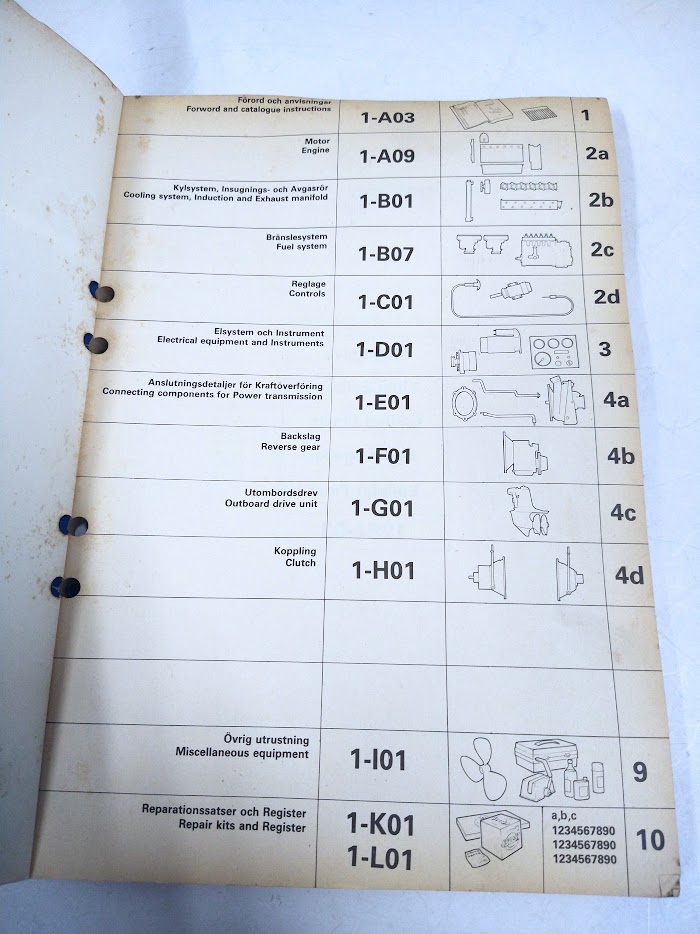 Förord och anvisningar
Forword and catalogue instructions
1-A03
1
Motor
Engine
1-A09
2a
Kylsystem, Insugnings- och Avgasrör
Cooling system, Induction and Exhaust manifold
1-B01
2b
Bränslesystem
Fuel system
1-B07
2c
Reglage
Controls
1-C01
2d
Elsystem och Instrument
Electrical equipment and Instruments
1-D01
3
Anslutningsdetaljer för Kraftöverföring
Connecting components for Power transmission
1-E01
4a
Backslag
Reverse gear
1-F01
4b
Utombordsdrev
Outboard drive unit
1-G01
4c
Koppling
Clutch
1-H01
4d
Övrig utrustning
Miscellaneous equipment
1-I01
9
Reparationssatser och Register
Repair kits and Register
1-K01
1-L01
a,b,c
1234567890
1234567890
1234567890
10